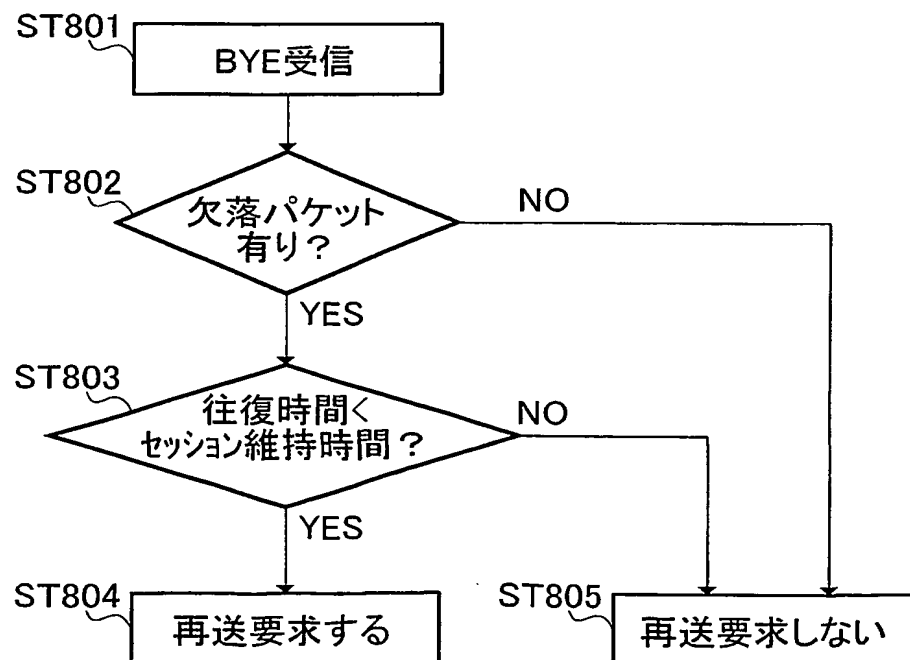 ST801
BYE受信
ST802
欠落パケット
有り?
NO
YES
ST803
往復時間<
セッション維持時間?
NO
YES
ST804
再送要求する
ST805
再送要求しない